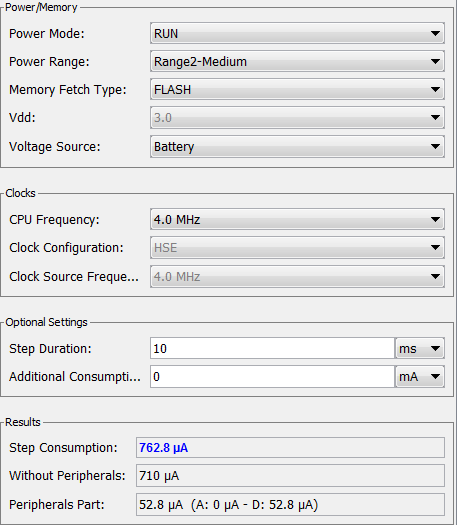 Power/Memory
Power Mode: RUN
Power Range: Range2-Medium
Memory Fetch Type: FLASH
Vdd: 3.0
Voltage Source: Battery
Clocks
CPU Frequency: 4.0 MHz
Clock Configuration: HSE
Clock Source Freque... 4.0 MHz
Optional Settings
Step Duration: 10 ms
Additional Consumpti... 0 mA
Results
Step Consumption: 762.8 µA
Without Peripherals: 710 µA
Peripherals Part: 52.8 µA (A: 0 µA - D: 52.8 µA)